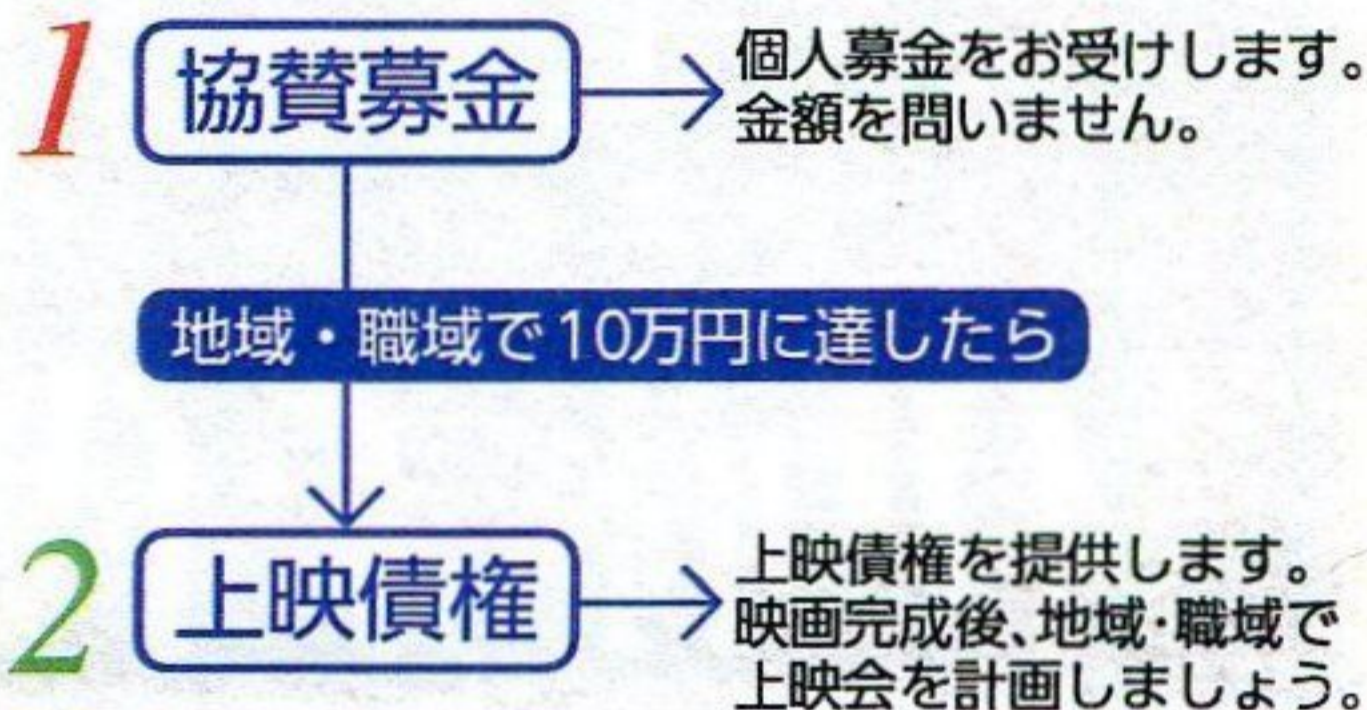 1 協賛募金
個人募金をお受けします。
金額を問いません。
地域・職域で10万円に達したら
2 上映債権
上映債権を提供します。
映画完成後、地域・職域で
上映会を計画しましょう。